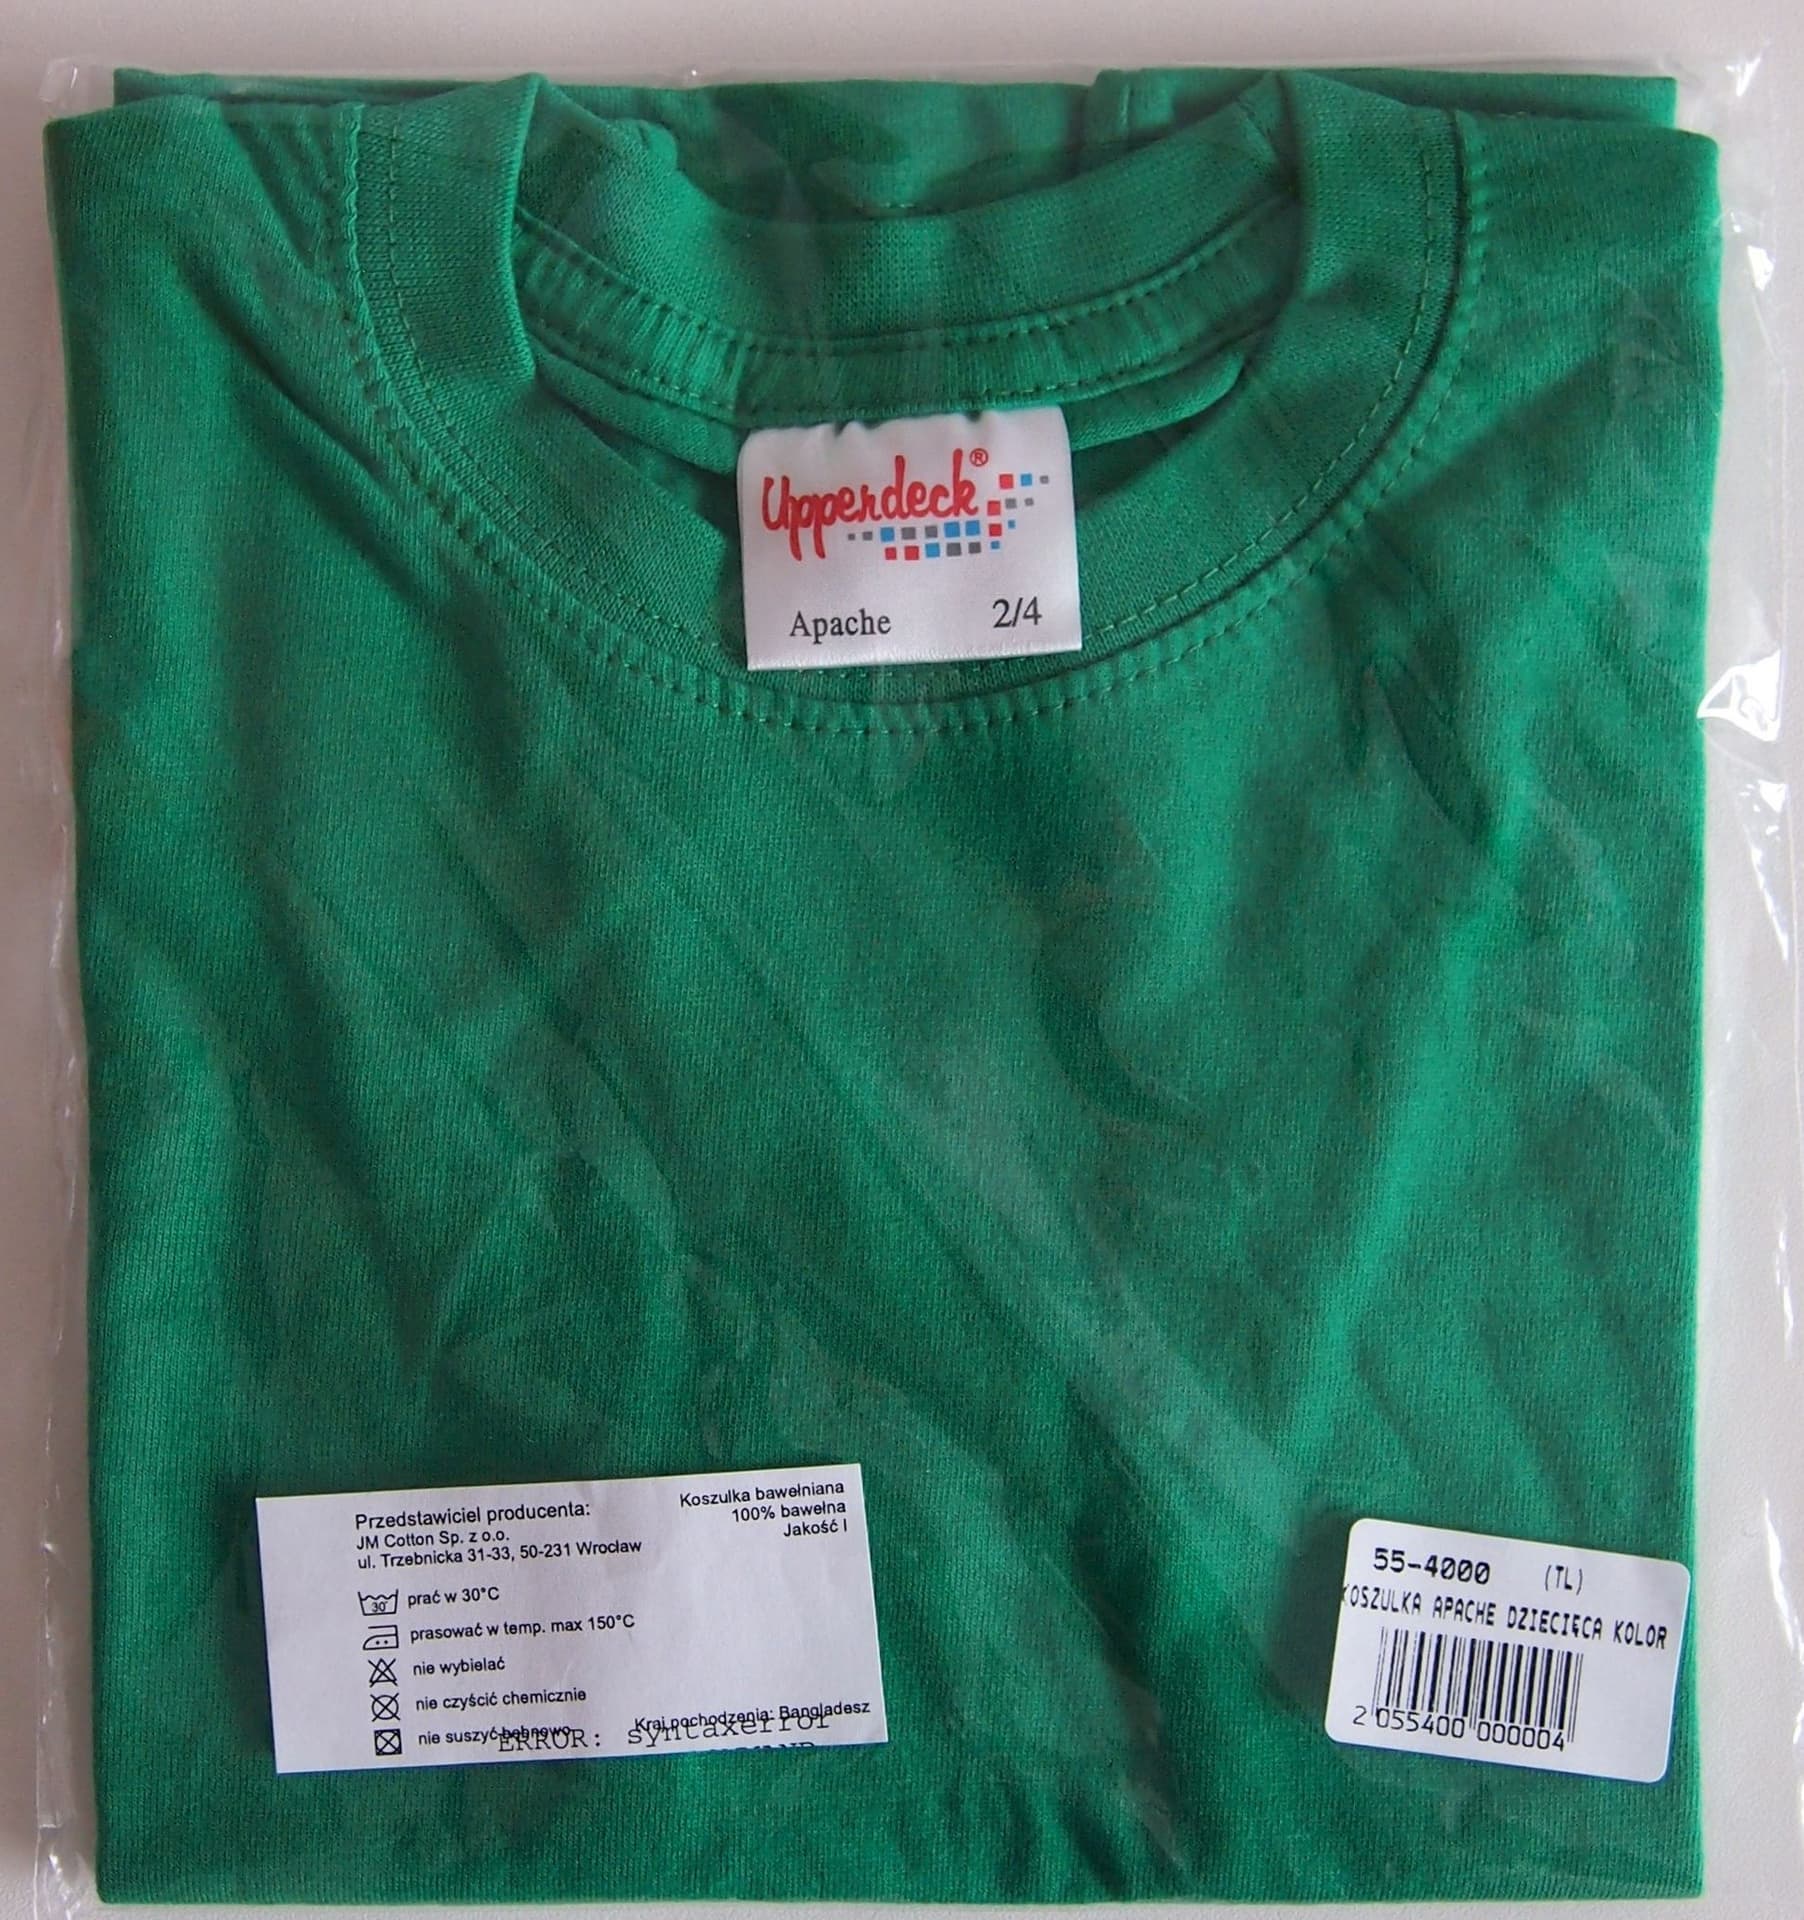 Upperdeck®
Apache 2/4
Przedstawiciel producenta:
JM Cotton Sp. z o.o.
ul. Trzebnicka 31-33, 50-231 Wrocław
Koszulka bawełniana
100% bawełna
Jakość I
30°
prać w 30°C
prasować w temp. max 150°C
nie wybielać
nie czyścić chemicznie
nie suszyć bębnowo
Kraj pochodzenia: Bangladesz
ERROR: syntaxerror
55-4000 (TL)
KOSZULKA APACHE DZIECIĘCA KOLOR
2 055400 000004